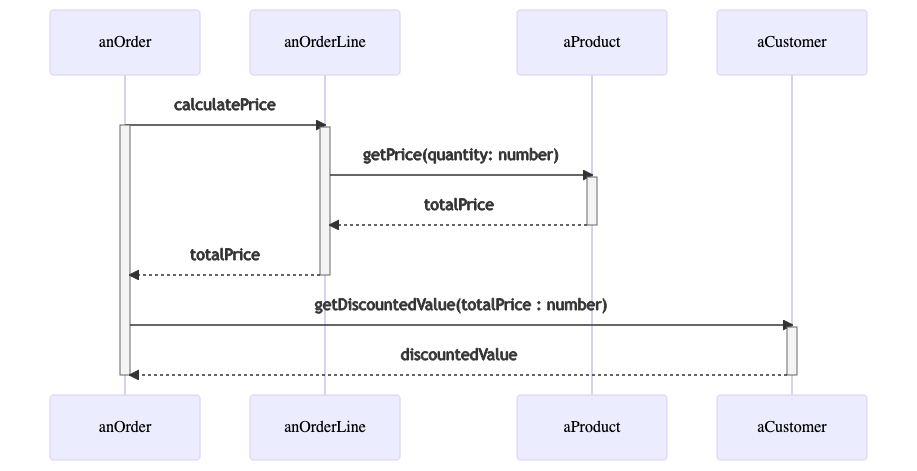 anOrder
anOrderLine
aProduct
aCustomer
calculatePrice
getPrice(quantity: number)
totalPrice
totalPrice
getDiscountedValue(totalPrice : number)
discountedValue
anOrder
anOrderLine
aProduct
aCustomer